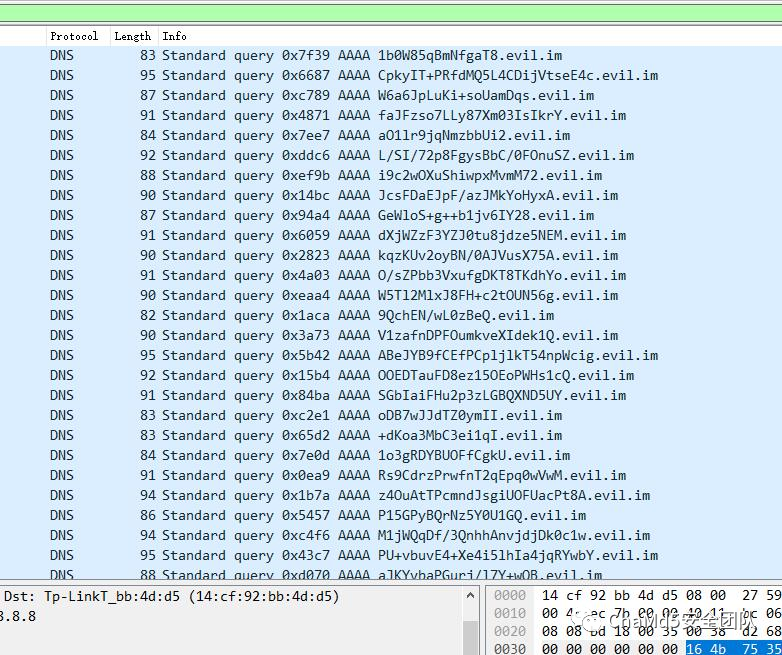 Protocol Length Info
DNS 83 Standard query 0x7f39 AAAA 1b0W85qBmNfgaT8.evil.im
DNS 95 Standard query 0x6687 AAAA CpkyIT+PRfdMQ5L4CDijVtseE4c.evil.im
DNS 87 Standard query 0xc789 AAAA W6a6JpLuKi+soUamDqs.evil.im
DNS 91 Standard query 0x4871 AAAA faJFzso7LLy87Xm03IsIkrY.evil.im
DNS 84 Standard query 0x7ee7 AAAA aO1lr9jqNmzbbUi2.evil.im
DNS 92 Standard query 0xddc6 AAAA L/SI/72p8FgysBbC/0FOnuSZ.evil.im
DNS 88 Standard query 0xef9b AAAA i9c2wOXuShiwpxMvmM72.evil.im
DNS 90 Standard query 0x14bc AAAA JcsFDaEJpF/azJMkYoHyxA.evil.im
DNS 87 Standard query 0x94a4 AAAA GeWloS+g++b1jv6IY28.evil.im
DNS 91 Standard query 0x6059 AAAA dXjWZzF3YZJ0tu8jdze5NEM.evil.im
DNS 90 Standard query 0x2823 AAAA kqzKUv2oyBN/0AJVusX75A.evil.im
DNS 91 Standard query 0x4a03 AAAA O/sZPbb3VxufgDKT8TKdhYo.evil.im
DNS 90 Standard query 0xeaa4 AAAA W5Tl2MlxJ8FH+c2tOUN56g.evil.im
DNS 82 Standard query 0x1aca AAAA 9QchEN/wL0zBeQ.evil.im
DNS 90 Standard query 0x3a73 AAAA V1zafnDPFOumkveXIdek1Q.evil.im
DNS 95 Standard query 0x5b42 AAAA ABeJYB9fCEfPCpljlkT54npWcig.evil.im
DNS 92 Standard query 0x15b4 AAAA OOEDTauFD8ez15OEoPWHs1cQ.evil.im
DNS 91 Standard query 0x84ba AAAA SGbIaiFHu2p3zLGBQXND5UY.evil.im
DNS 83 Standard query 0xc2e1 AAAA oDB7wJJdTZ0ymII.evil.im
DNS 83 Standard query 0x65d2 AAAA +dKoa3MbC3ei1qI.evil.im
DNS 84 Standard query 0x7e0d AAAA 1o3gRDYBUOFfCgkU.evil.im
DNS 91 Standard query 0x0ea9 AAAA Rs9CdrzPrwfnT2qEpq0wVwM.evil.im
DNS 94 Standard query 0x1b7a AAAA z4OuAtTPcmndJsgiUOFUacPt8A.evil.im
DNS 86 Standard query 0x5457 AAAA P15GPyBQrNz5Y0U1GQ.evil.im
DNS 94 Standard query 0xc4f6 AAAA M1jWQqDf/3QnhhAnvjdjDk0c1w.evil.im
DNS 95 Standard query 0x43c7 AAAA PU+vbuvE4+Xe4i5lhIa4jqRYwbY.evil.im
DNS 88 Standard query 0xd070 AAAA aJKYvbaPGuri/l7Y+wOB.evil.im
Dst: Tp-LinkT_bb:4d:d5 (14:cf:92:bb:4d:d5)
8.8.8
0000 14 cf 92 bb 4d d5 08 00 27 59
0010 00 ec 7b 00 00 40 11 bc 06
0020 08 08 bd 18 00 35 00 38 d2 68
0030 00 00 00 00 00 00 16 4b 75 35
ChaMd5安全团队